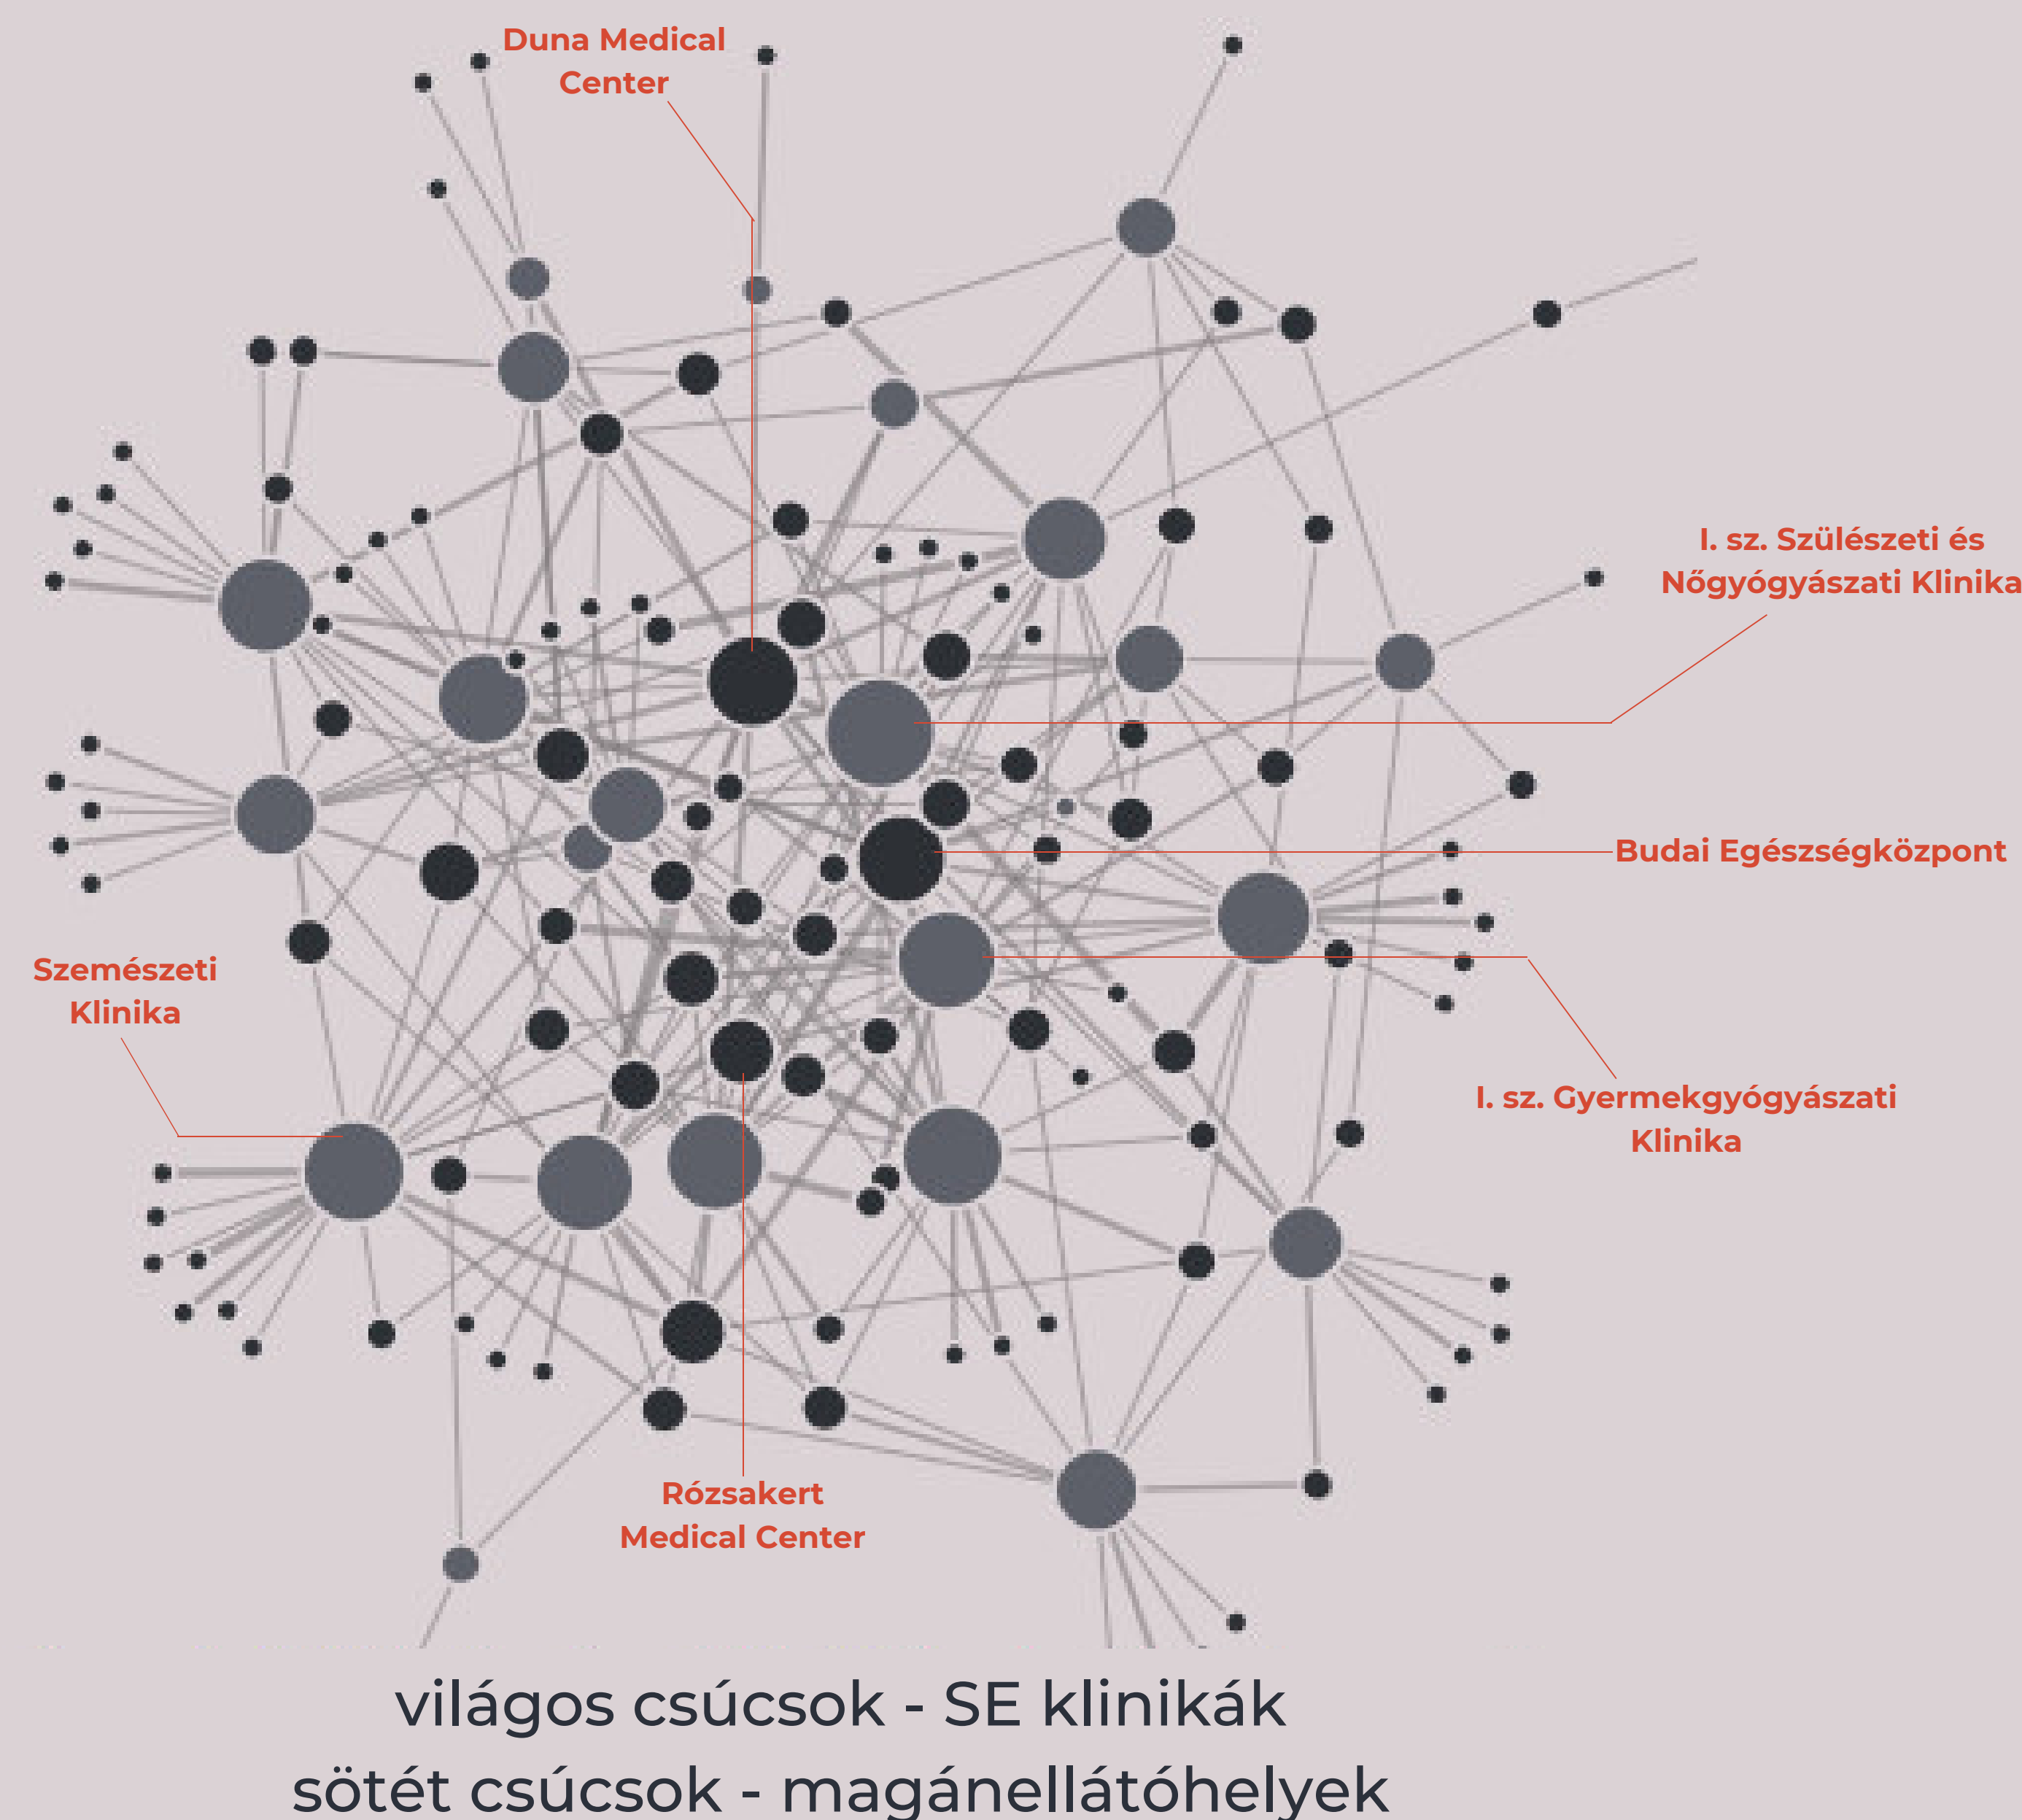 Duna Medical
Center
I. sz. Szülészeti és
Nőgyógyászati Klinika
Budai Egészségközpont
Szemészeti
Klinika
I. sz. Gyermekgyógyászati
Klinika
Rózsakert
Medical Center
világos csúcsok - SE klinikák
sötét csúcsok - magánellátóhelyek